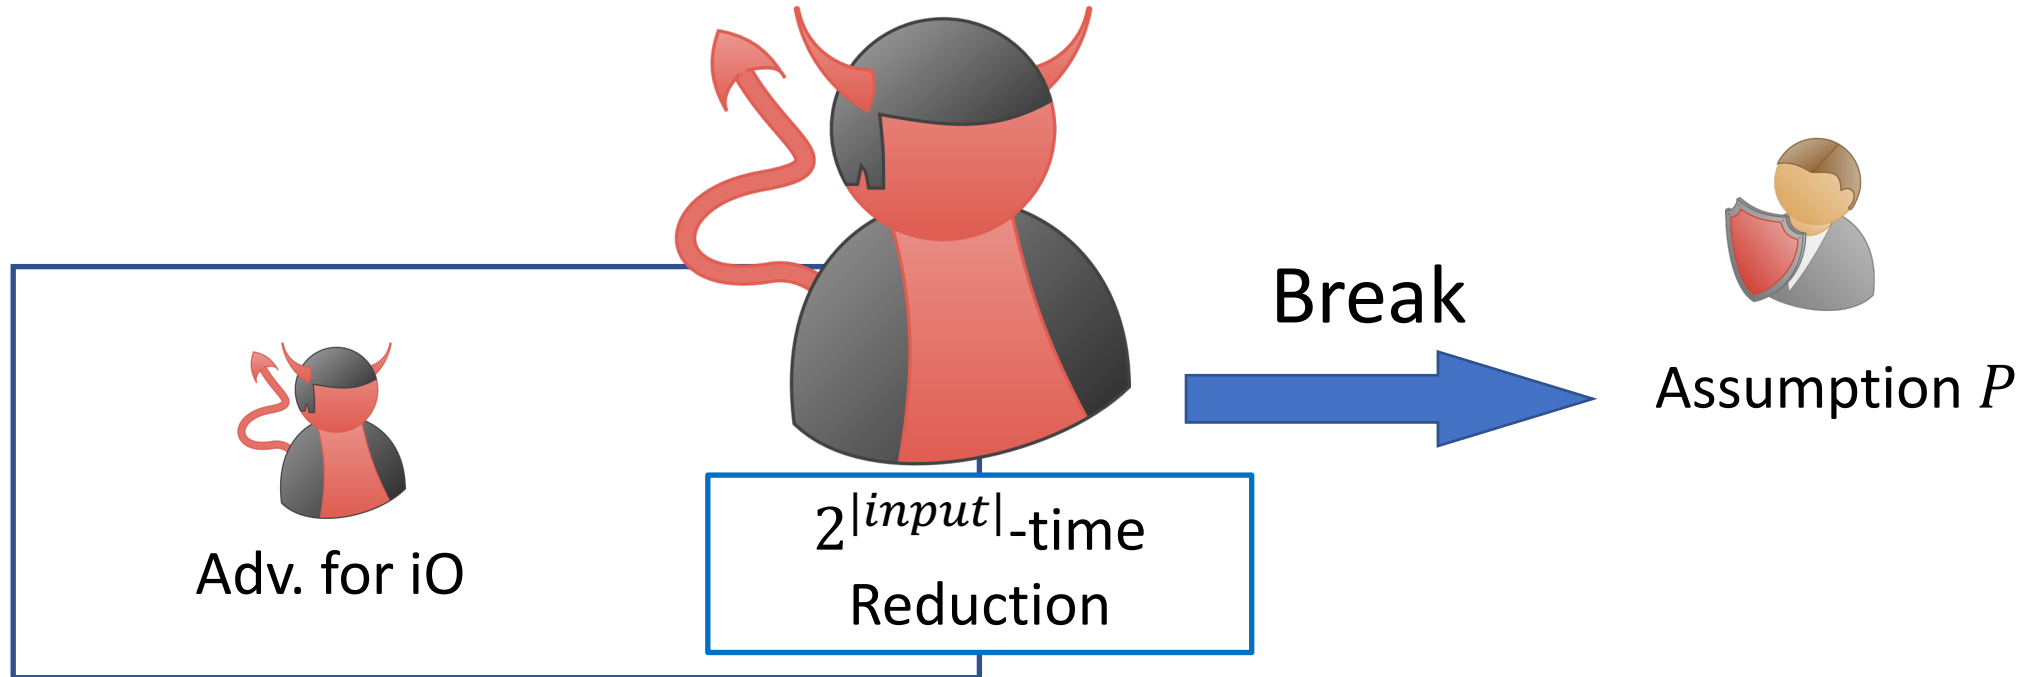 Break
Assumption P
2^|input|-time
Reduction
Adv. for iO